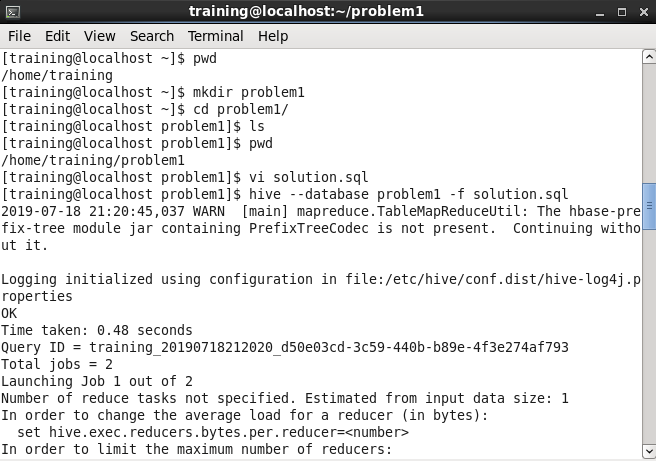 training@localhost:~/problem1
File Edit View Search Terminal Help
[training@localhost ~]$ pwd
/home/training
[training@localhost ~]$ mkdir problem1
[training@localhost ~]$ cd problem1/
[training@localhost problem1]$ ls
[training@localhost problem1]$ pwd
/home/training/problem1
[training@localhost problem1]$ vi solution.sql
[training@localhost problem1]$ hive --database problem1 -f solution.sql
2019-07-18 21:20:45,037 WARN  [main] mapreduce.TableMapReduceUtil: The hbase-pre
fix-tree module jar containing PrefixTreeCodec is not present.  Continuing witho
ut it.

Logging initialized using configuration in file:/etc/hive/conf.dist/hive-log4j.p
roperties
OK
Time taken: 0.48 seconds
Query ID = training_20190718212020_d50e03cd-3c59-440b-b89e-4f3e274af793
Total jobs = 2
Launching Job 1 out of 2
Number of reduce tasks not specified. Estimated from input data size: 1
In order to change the average load for a reducer (in bytes):
  set hive.exec.reducers.bytes.per.reducer=<number>
In order to limit the maximum number of reducers: